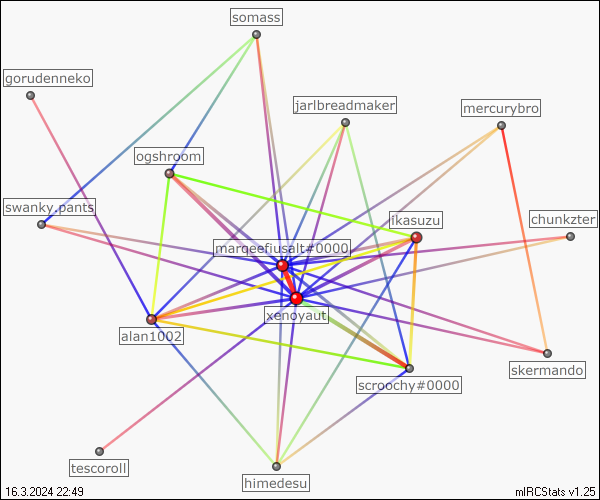 somass
gorudenneko
jarlbreadmaker
mercurybro
ogshroom
swanky.pants
ikasuzu
chunkzter
marqeefiusalt#0000
xenoyaut
alan1002
skermando
scroochy#0000
tescoroll
himedesu
16.3.2024 22:49
mIRCStats v1.25